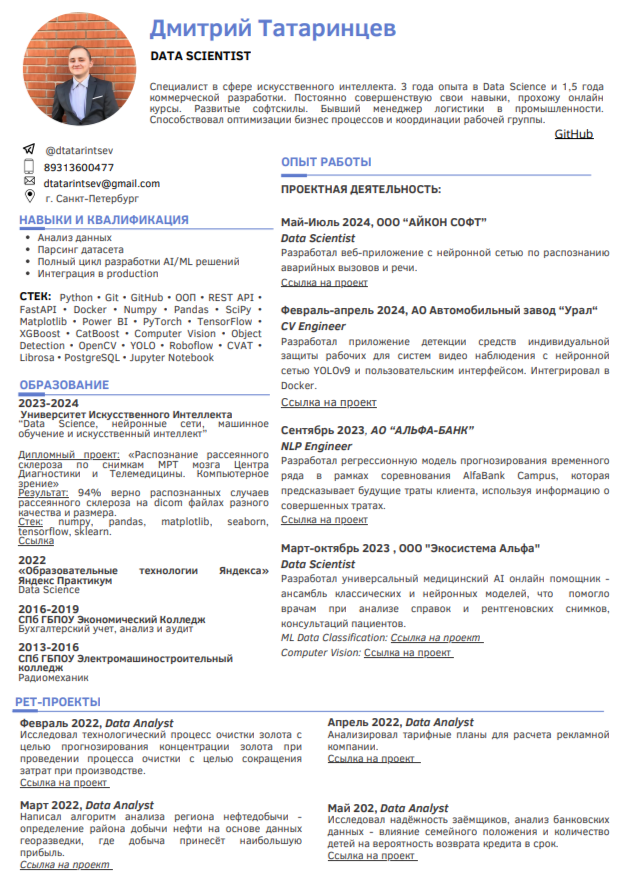 Дмитрий Татаринцев
DATA SCIENTIST
Специалист в сфере искусственного интеллекта. 3 года опыта в Data Science и 1,5 года
коммерческой разработки. Постоянно совершенствую свои навыки, прохожу онлайн
курсы. Развитые софтскилы. Бывший менеджер логистики в промышленности.
Способствовал оптимизации бизнес процессов и координации рабочей группы.
GitHub
@dtatarintsev
89313600477
dtatarintsev@gmail.com
г. Санкт-Петербург
НАВЫКИ И КВАЛИФИКАЦИЯ
• Анализ данных
• Парсинг датасета
• Полный цикл разработки AI/ML решений
• Интеграция в production
СТЕК: Python • Git • GitHub • ООП • REST API •
FastAPI • Docker • Numpy • Pandas • SciPy •
Matplotlib • Power BI • PyTorch • TensorFlow •
XGBoost • CatBoost • Computer Vision • Object
Detection • OpenCV • YOLO • Roboflow • CVAT •
Librosa • PostgreSQL • Jupyter Notebook
ОБРАЗОВАНИЕ
2023-2024
Университет Искусственного Интеллекта
“Data Science, нейронные сети, машинное
обучение и искусственный интеллект”
Дипломный проект: «Распознание рассеянного
склероза по снимкам МРТ мозга Центра
Диагностики и Телемедицины. Компьютерное
зрение»
Результат: 94% верно распознанных случаев
рассеянного склероза на dicom файлах разного
качества и размера.
Стек: numpy, pandas, matplotlib, seaborn,
tensorflow, sklearn.
Ссылка
2022
«Образовательные технологии Яндекса»
Яндекс Практикум
Data Science
2016-2019
СПб ГБПОУ Экономический Колледж
Бухгалтерский учет, анализ и аудит
2013-2016
СПб ГБПОУ Электромашиностроительный
колледж
Радиомеханик
ОПЫТ РАБОТЫ
ПРОЕКТНАЯ ДЕЯТЕЛЬНОСТЬ:
Май-Июль 2024, ООО “АЙКОН СОФТ”
Data Scientist
Разработал веб-приложение с нейронной сетью по распознанию
аварийных вызовов и речи.
Ссылка на проект
Февраль-апрель 2024, АО Автомобильный завод “Урал“
CV Engineer
Разработал приложение детекции средств индивидуальной
защиты рабочих для систем видео наблюдения с нейронной
сетью YOLOv9 и пользовательским интерфейсом. Интегрировал в
Docker.
Ссылка на проект
Сентябрь 2023, АО “АЛЬФА-БАНК”
NLP Engineer
Разработал регрессионную модель прогнозирования временного
ряда в рамках соревнования AlfaBank Campus, которая
предсказывает будущие траты клиента, используя информацию о
совершенных тратах.
Ссылка на проект
Март-октябрь 2023 , ООО "Экосистема Альфа"
Data Scientist
Разработал универсальный медицинский AI онлайн помощник -
ансамбль классических и нейронных моделей, что помогло
врачам при анализе справок и рентгеновских снимков,
консультаций пациентов.
ML Data Classification: Ссылка на проект
Computer Vision: Ссылка на проект
PET-ПРОЕКТЫ
Февраль 2022, Data Analyst
Исследовал технологический процесс очистки золота с
целью прогнозирования концентрации золота при
проведении процесса очистки с целью сокращения
затрат при производстве.
Ссылка на проект
Март 2022, Data Analyst
Написал алгоритм анализа региона нефтедобычи -
определение района добычи нефти на основе данных
георазведки, где добыча принесёт наибольшую
прибыль.
Ссылка на проект
Апрель 2022, Data Analyst
Анализировал тарифные планы для расчета рекламной
компании.
Ссылка на проект
Май 202, Data Analyst
Исследовал надёжность заёмщиков, анализ банковских
данных - влияние семейного положения и количество
детей на вероятность возврата кредита в срок.
Ссылка на проект